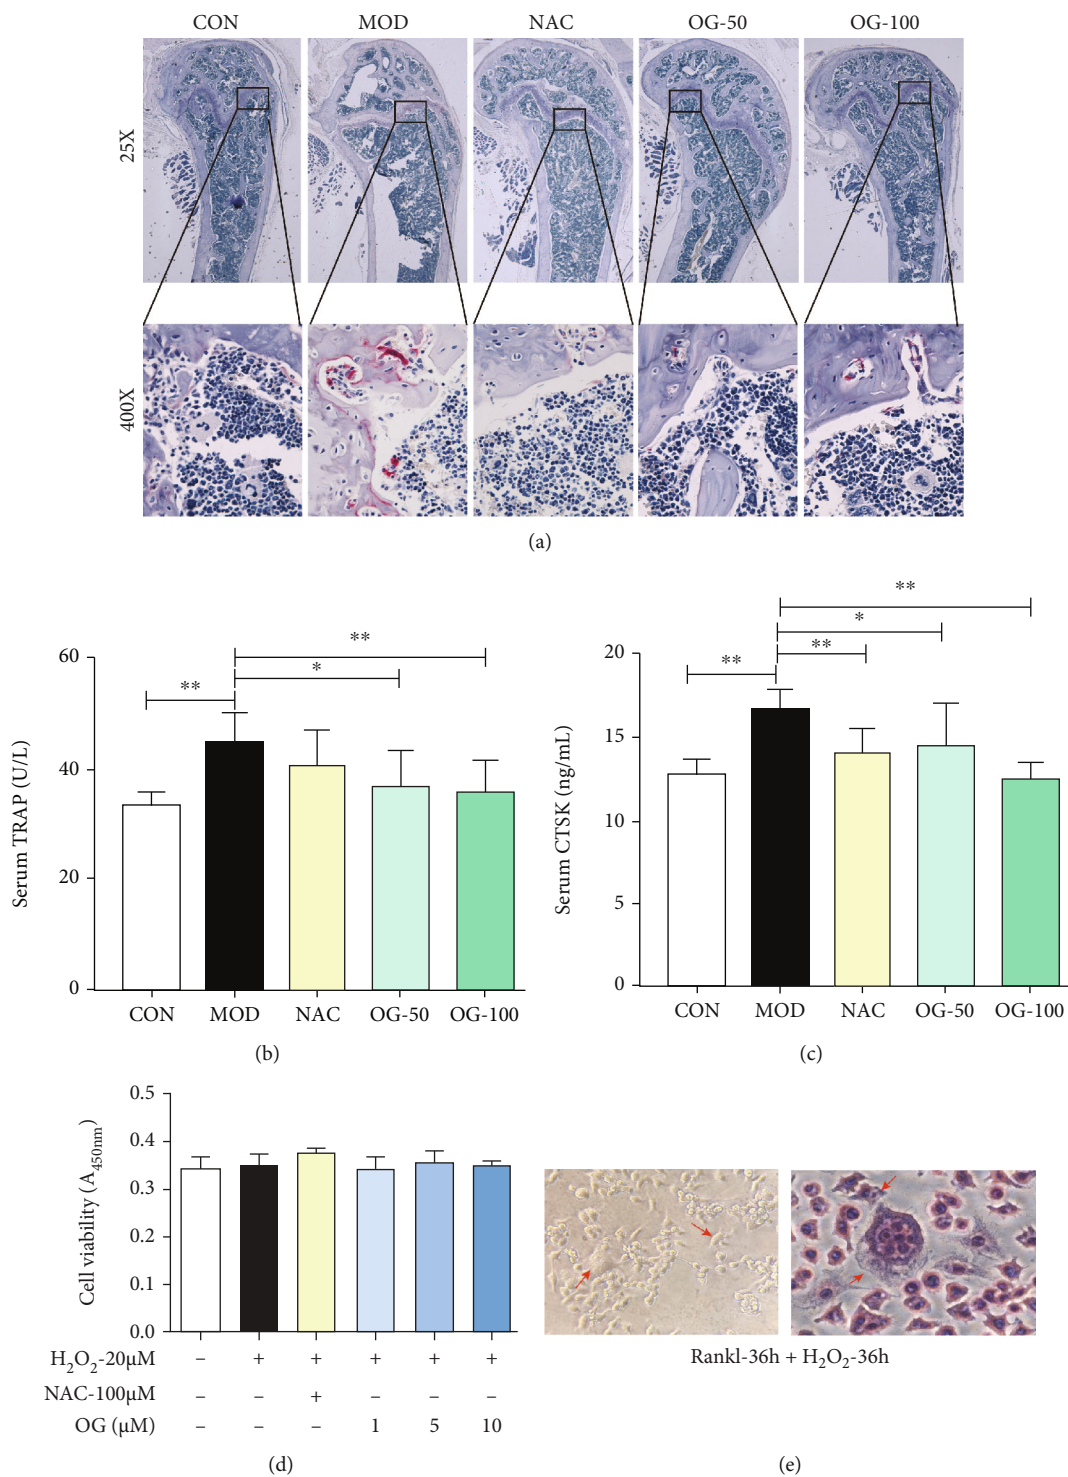 CON MOD NAC OG-50 OG-100
25X
400X
(a)
** * **
60
40
20
0
Serum TRAP (U/L)
CON MOD NAC OG-50 OG-100
(b)
** ** * **
20
15
10
5
0
Serum CTSK (ng/mL)
CON MOD NAC OG-50 OG-100
(c)
0.5
0.4
0.3
0.2
0.1
0.0
Cell viability (A450nm)
H2O2-20μM – + + + + +
NAC-100μM – – + – – –
OG (μM) – – – 1 5 10
(d)
Rankl-36h + H2O2-36h
(e)